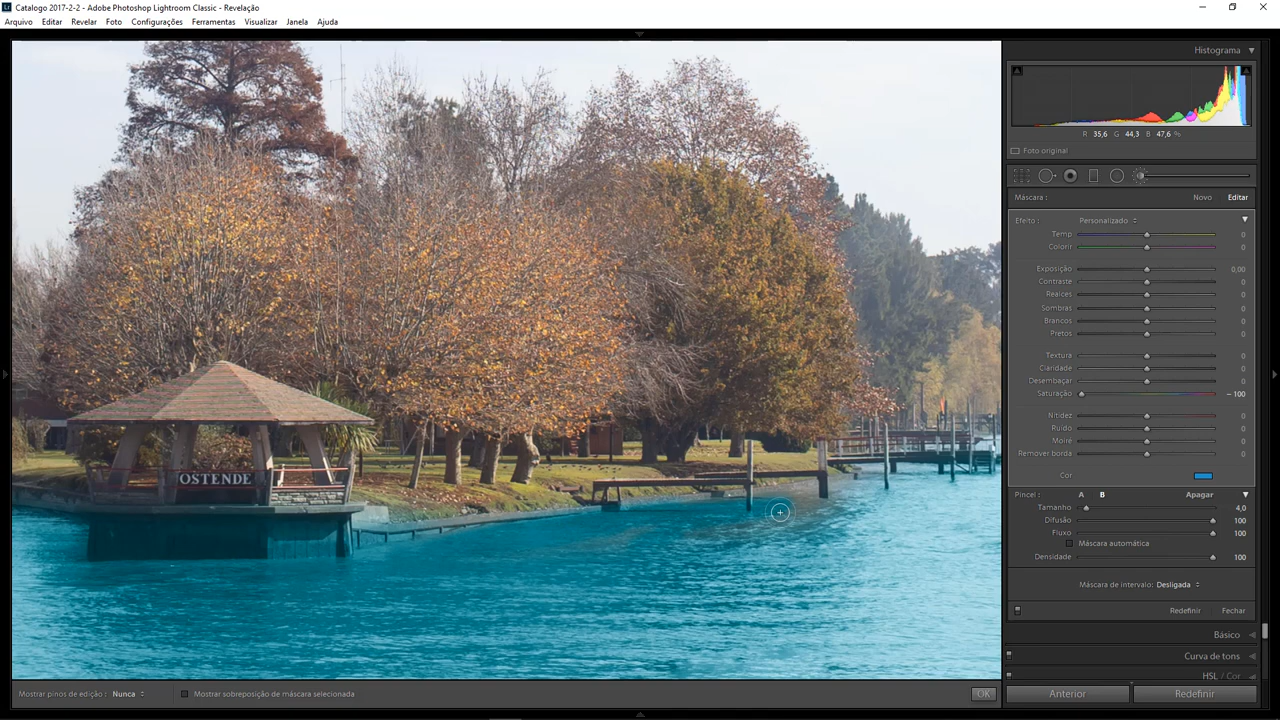 Catalogo 2017-2-2 - Adobe Photoshop Lightroom Classic - Revelação
Arquivo Editar Revelar Foto Configurações Ferramentas Visualizar Janela Ajuda
Histograma
R 35,6 G 44,3 B 47,6 %
Foto original
Máscara : Novo Editar
Efeito : Personalizado
Temp 0
Colorir 0
Exposição 0,00
Contraste 0
Realces 0
Sombras 0
Brancos 0
Pretos 0
Textura 0
Claridade 0
Desembaçar 0
Saturação – 100
Nitidez 0
Ruído 0
Moiré 0
Remover borda 0
Cor
Pincel : A B Apagar
Tamanho 4,0
Difusão 100
Fluxo 100
Máscara automática
Densidade 100
Máscara de intervalo: Desligada
Redefinir Fechar
Básico
Curva de tons
HSL / Cor
Anterior Redefinir
OSTENDE
Mostrar pinos de edição : Nunca Mostrar sobreposição de máscara selecionada OK